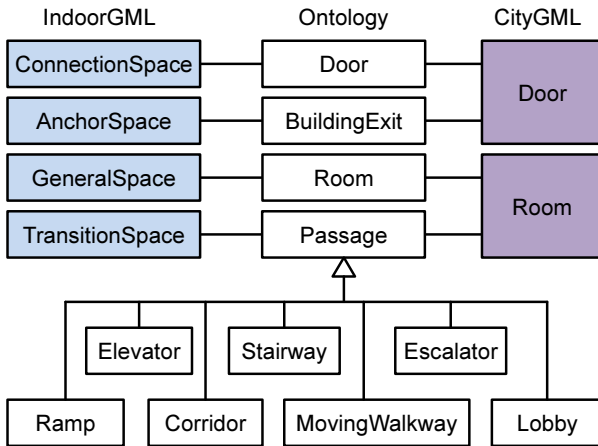 IndoorGML Ontology CityGML
ConnectionSpace Door
Door
AnchorSpace BuildingExit
GeneralSpace Room
Room
TransitionSpace Passage
Elevator Stairway Escalator
Ramp Corridor MovingWalkway Lobby